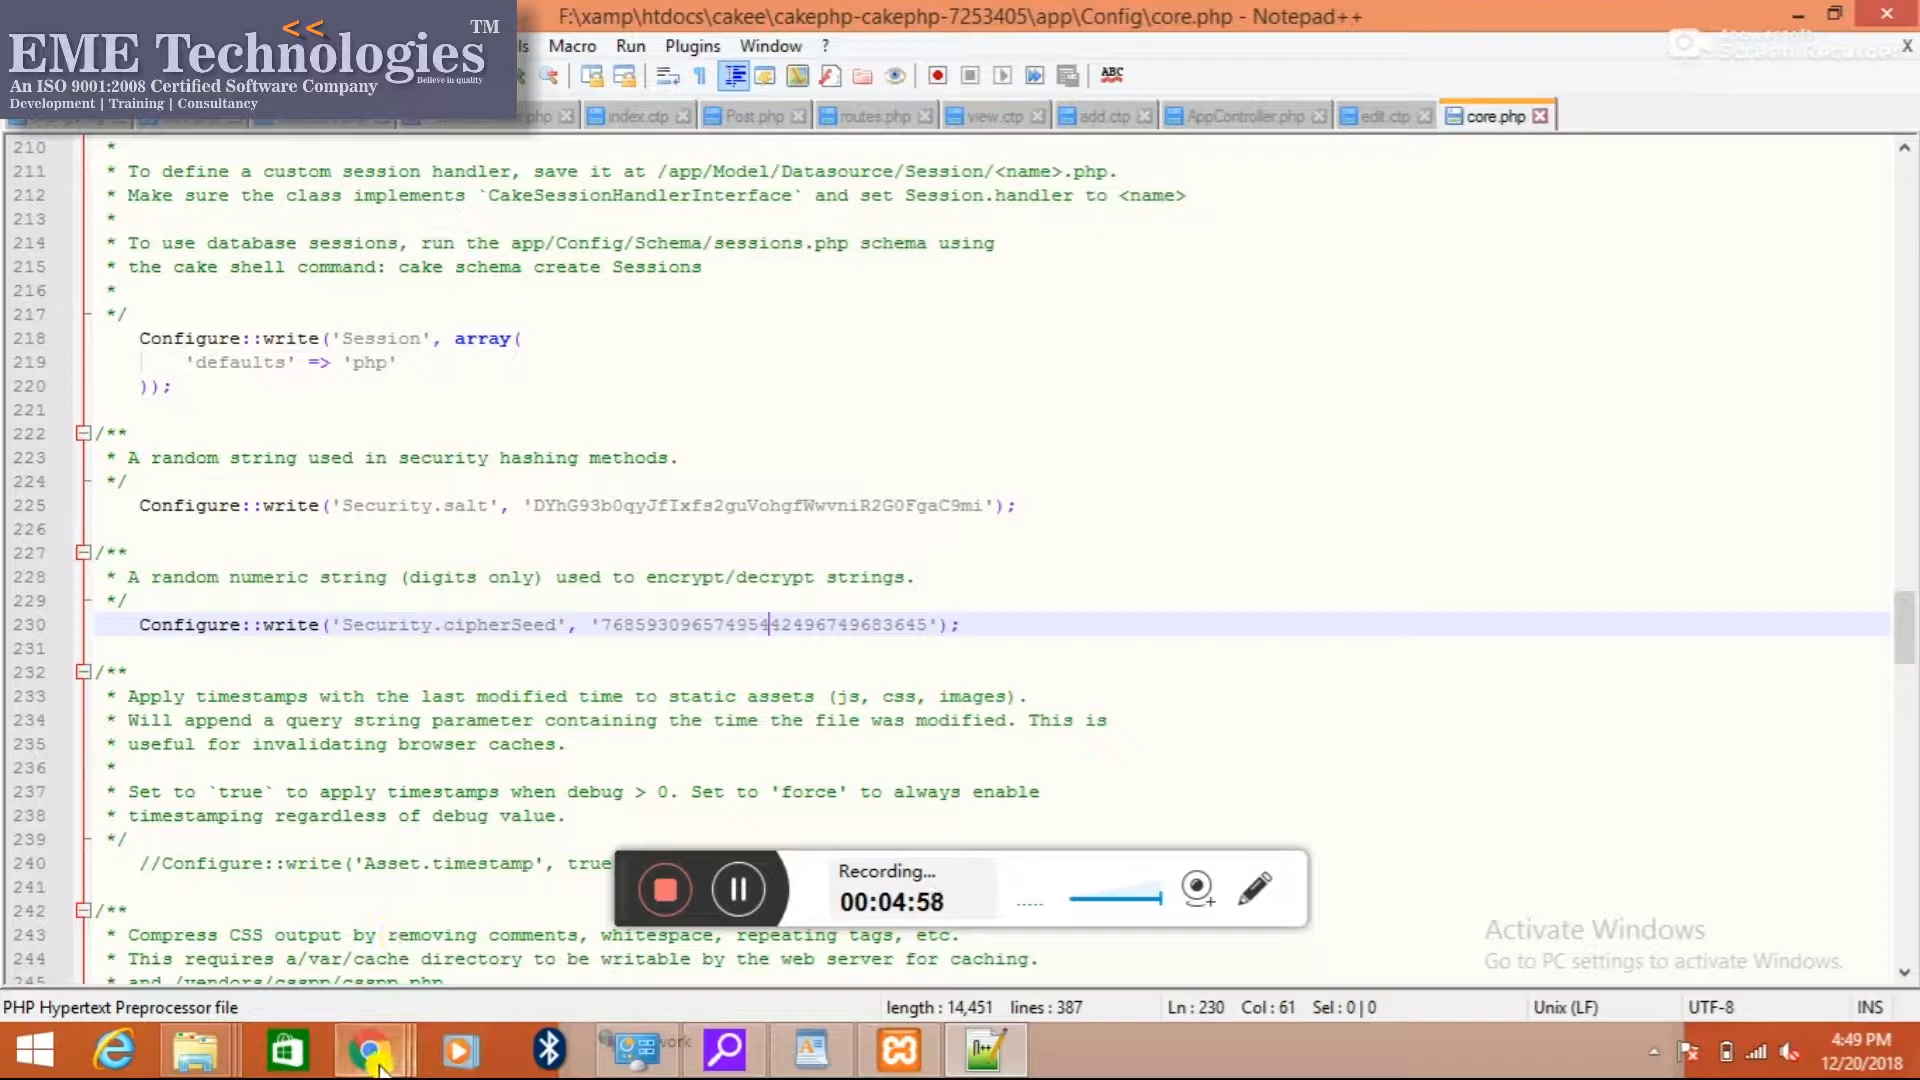 F:\xamp\htdocs\cakee\cakephp-cakephp-7253405\app\Config\core.php - Notepad++
<<
EME Technologies™
Believe in quality
An ISO 9001:2008 Certified Software Company
Development | Training | Consultancy
Macro Run Plugins Window ? X
ABC
index.ctp Post.php routes.php view.ctp add.ctp AppController.php edit.ctp core.php
210 *
211 * To define a custom session handler, save it at /app/Model/Datasource/Session/<name>.php.
212 * Make sure the class implements `CakeSessionHandlerInterface` and set Session.handler to <name>
213 *
214 * To use database sessions, run the app/Config/Schema/sessions.php schema using
215 * the cake shell command: cake schema create Sessions
216 *
217 */
218 Configure::write('Session', array(
219 'defaults' => 'php'
220 ));
221
222 /**
223 * A random string used in security hashing methods.
224 */
225 Configure::write('Security.salt', 'DYhG93b0qyJfIxfs2guVohgfWwvniR2G0FgaC9mi');
226
227 /**
228 * A random numeric string (digits only) used to encrypt/decrypt strings.
229 */
230 Configure::write('Security.cipherSeed', '76859309657495442496749683645');
231
232 /**
233 * Apply timestamps with the last modified time to static assets (js, css, images).
234 * Will append a query string parameter containing the time the file was modified. This is
235 * useful for invalidating browser caches.
236 *
237 * Set to `true` to apply timestamps when debug > 0. Set to 'force' to always enable
238 * timestamping regardless of debug value.
239 */
240 //Configure::write('Asset.timestamp', true
241
242 /**
243 * Compress CSS output by removing comments, whitespace, repeating tags, etc.
244 * This requires a/var/cache directory to be writable by the web server for caching.
245 * and /vendors/csspp/csspp.php
Recording...
00:04:58
Activate Windows
Go to PC settings to activate Windows.
PHP Hypertext Preprocessor file length : 14,451 lines : 387 Ln : 230 Col : 61 Sel : 0 | 0 Unix (LF) UTF-8 INS
4:49 PM
12/20/2018